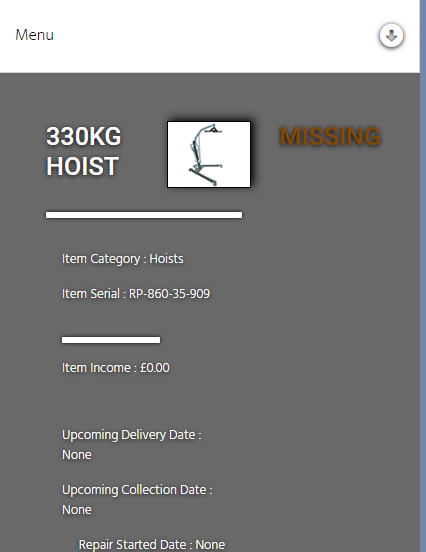 Menu
330KG
HOIST
MISSING
Item Category : Hoists
Item Serial : RP-860-35-909
Item Income : £0.00
Upcoming Delivery Date :
None
Upcoming Collection Date :
None
Repair Started Date : None